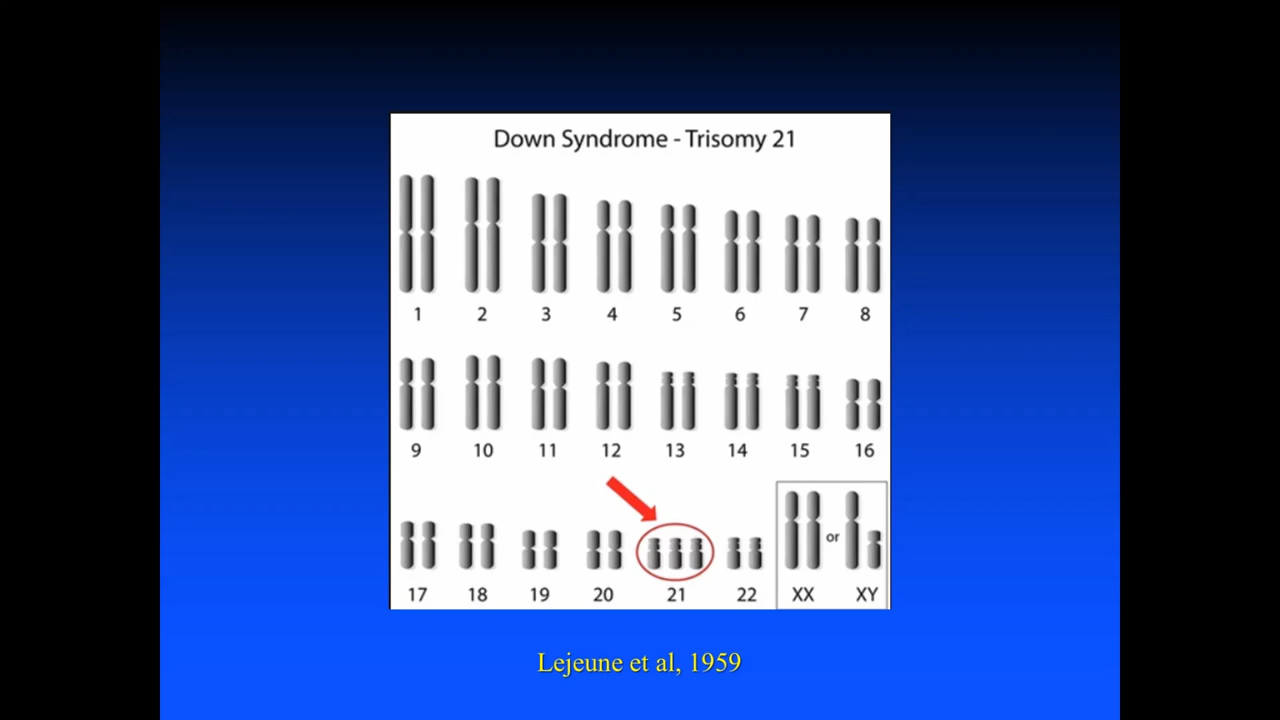 Down Syndrome - Trisomy 21
1 2 3 4 5 6 7 8
9 10 11 12 13 14 15 16
or
17 18 19 20 21 22 XX XY
Lejeune et al, 1959